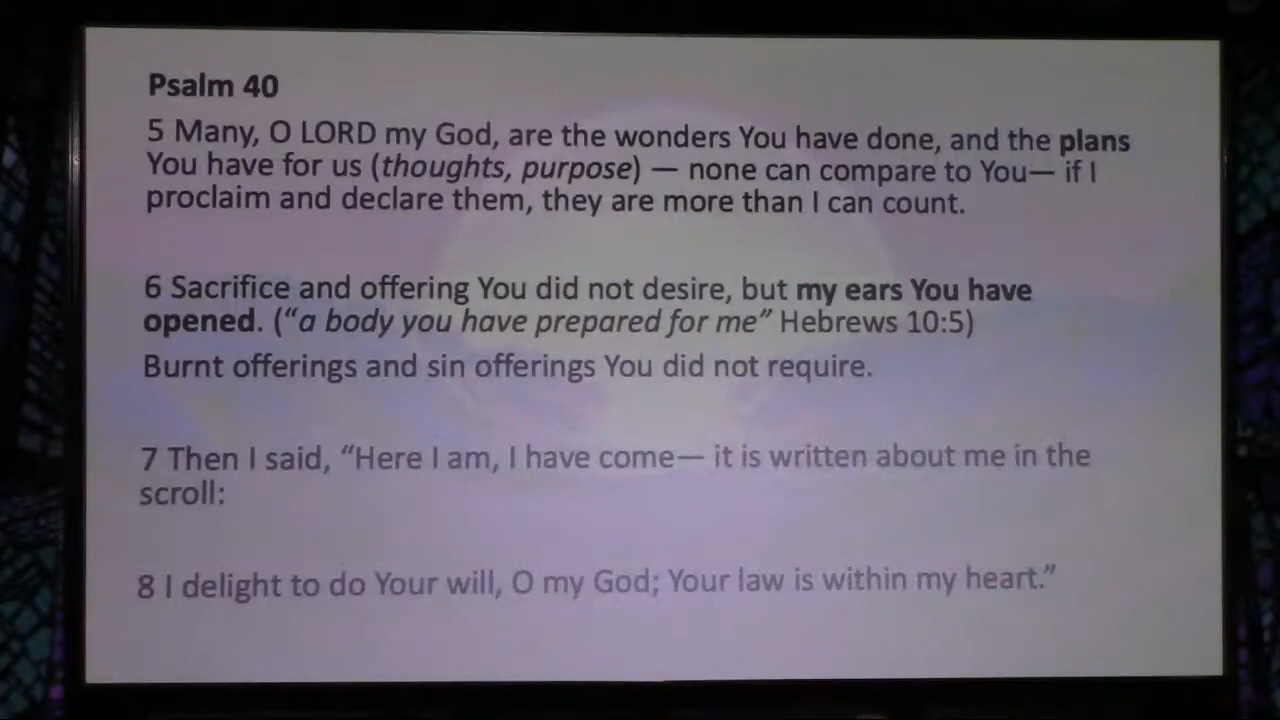 Psalm 40
5 Many, O LORD my God, are the wonders You have done, and the plans
You have for us (thoughts, purpose) — none can compare to You— if I
proclaim and declare them, they are more than I can count.
6 Sacrifice and offering You did not desire, but my ears You have
opened. (“a body you have prepared for me” Hebrews 10:5)
Burnt offerings and sin offerings You did not require.
7 Then I said, “Here I am, I have come— it is written about me in the
scroll:
8 I delight to do Your will, O my God; Your law is within my heart.”